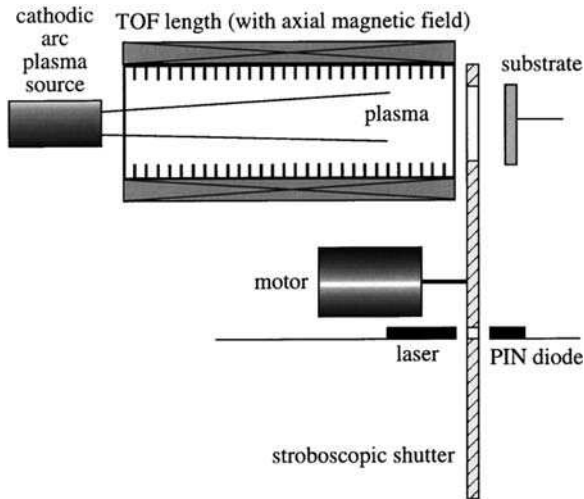 cathodic
arc
plasma
source
TOF length (with axial magnetic field)
substrate
plasma
motor
laser
PIN diode
stroboscopic shutter